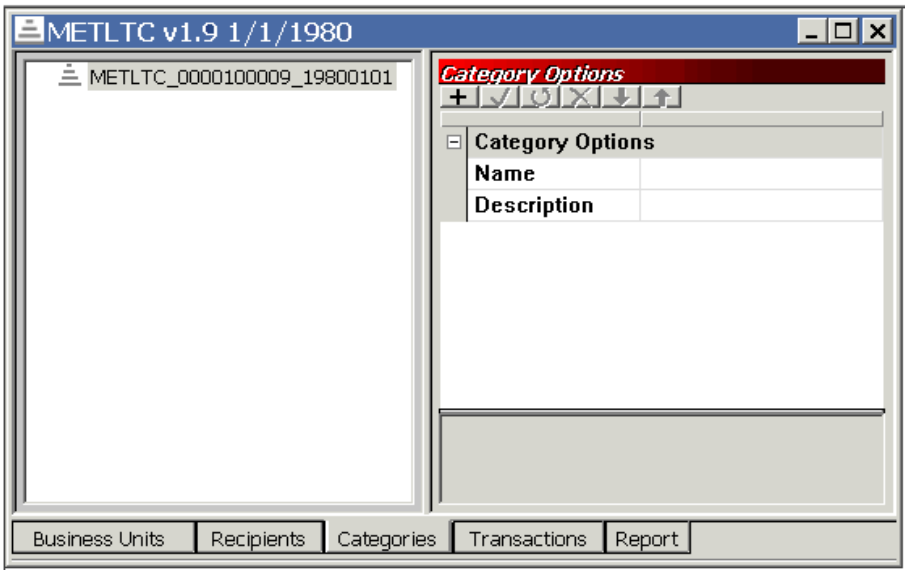 METLTC v1.9 1/1/1980
METLTC_0000100009_19800101
Category Options
Category Options
Name
Description
Business Units Recipients Categories Transactions Report